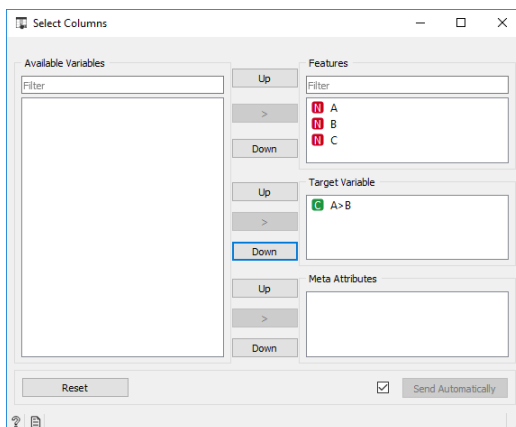 Select Columns
Available Variables
Filter
Up
>
Down
Up
>
Down
Up
>
Down
Features
Filter
N A
N B
N C
Target Variable
C A>B
Meta Attributes
Reset
Send Automatically
?